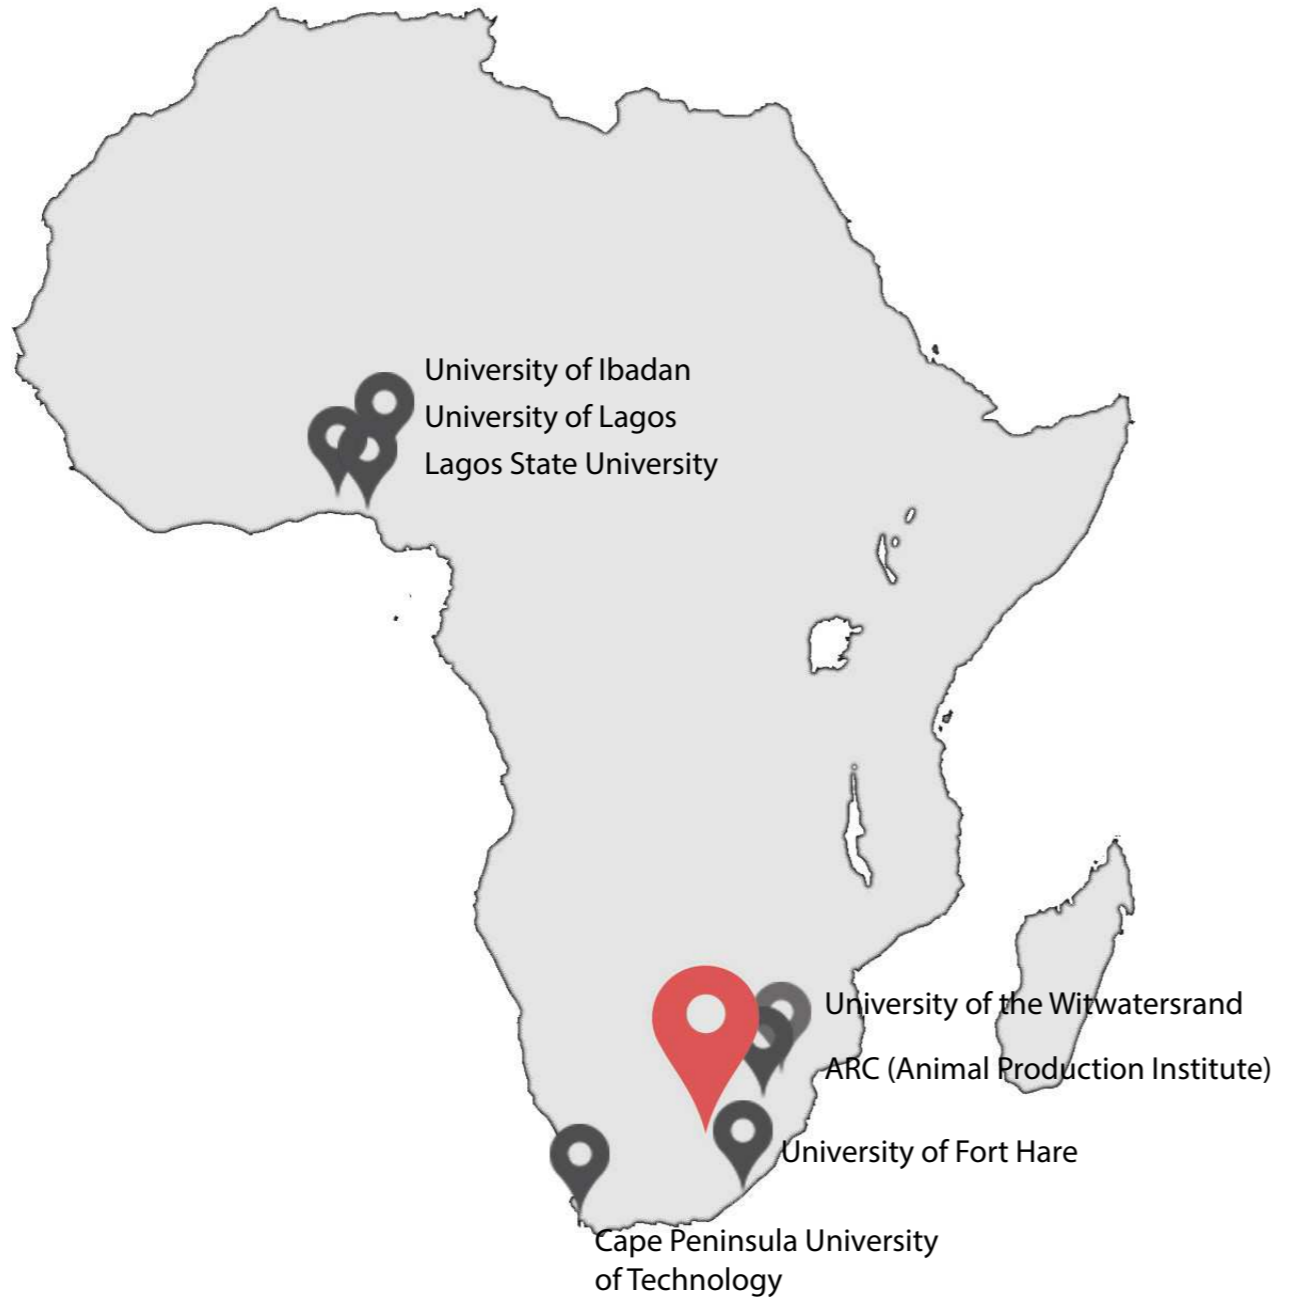 University of Ibadan
University of Lagos
Lagos State University
University of the Witwatersrand
ARC (Animal Production Institute)
University of Fort Hare
Cape Peninsula University
of Technology